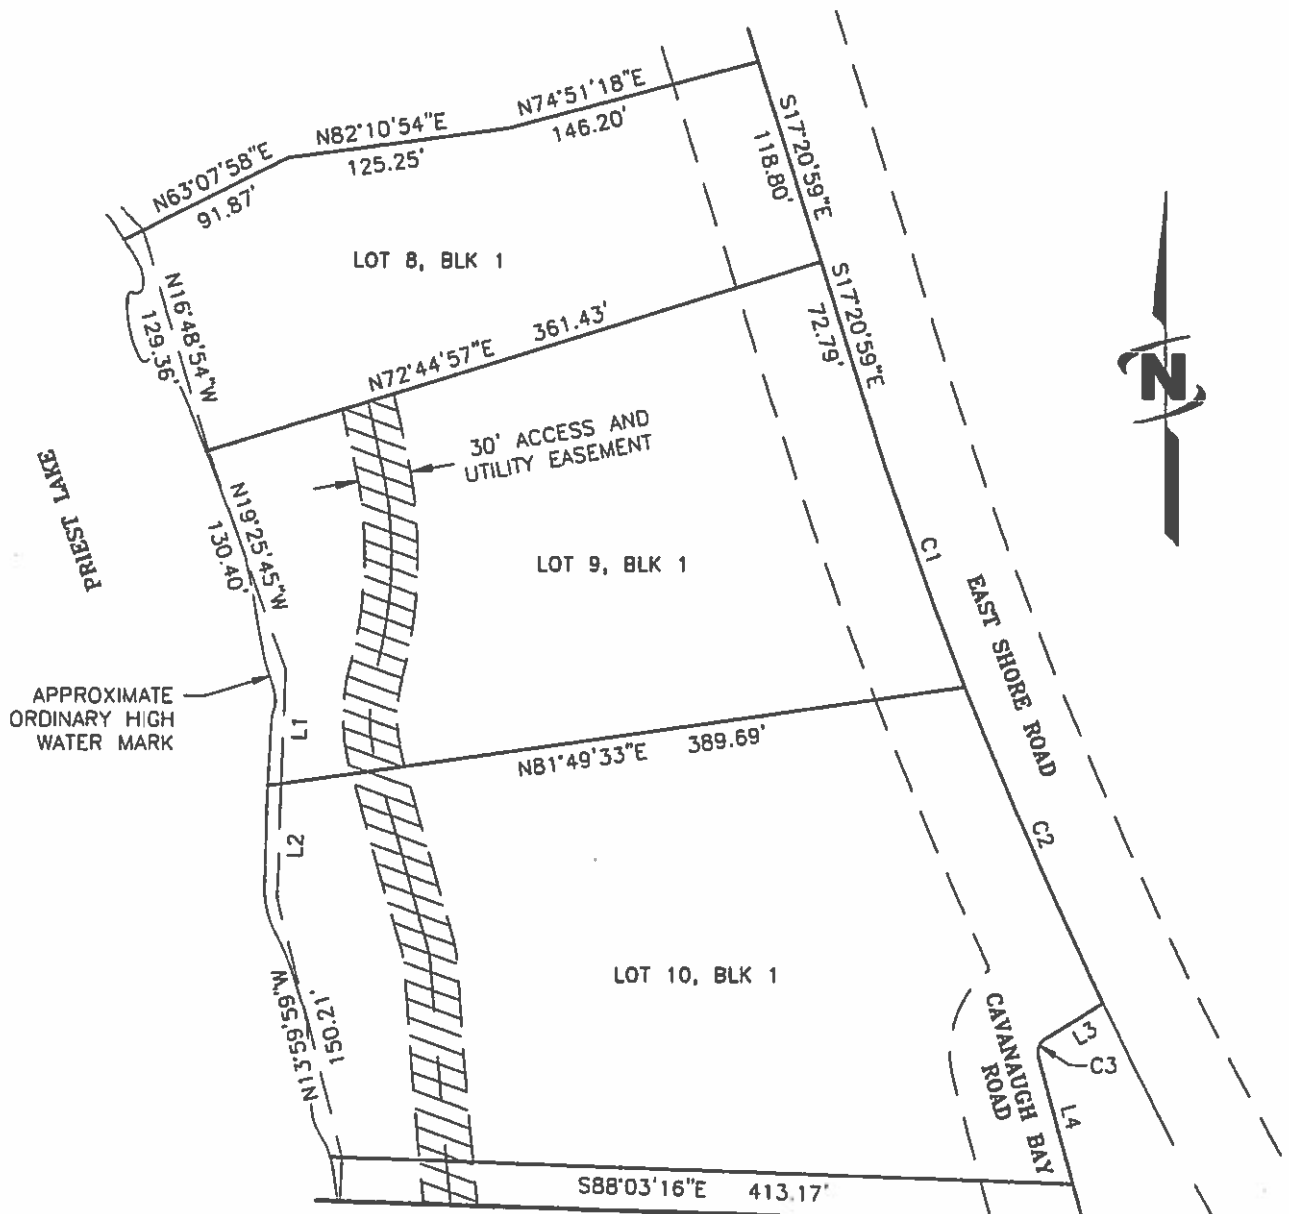 N74°51'18"E
146.20'
N82°10'54"E
125.25'
N63°07'58"E
91.87'
S17°20'59"E
118.80'
LOT 8, BLK 1
N16°48'54"W
129.36'
N72°44'57"E 361.43'
S17°20'59"E
72.79'
N
30' ACCESS AND
UTILITY EASEMENT
PRIEST LAKE
N19°25'45"W
130.40'
LOT 9, BLK 1
C1
EAST SHORE ROAD
APPROXIMATE
ORDINARY HIGH
WATER MARK
L1
N81°49'33"E 389.69'
L2
C2
LOT 10, BLK 1
N13°59'59"W
150.21'
CAVANAUGH BAY
ROAD
L3
C3
L4
S88°03'16"E 413.17'